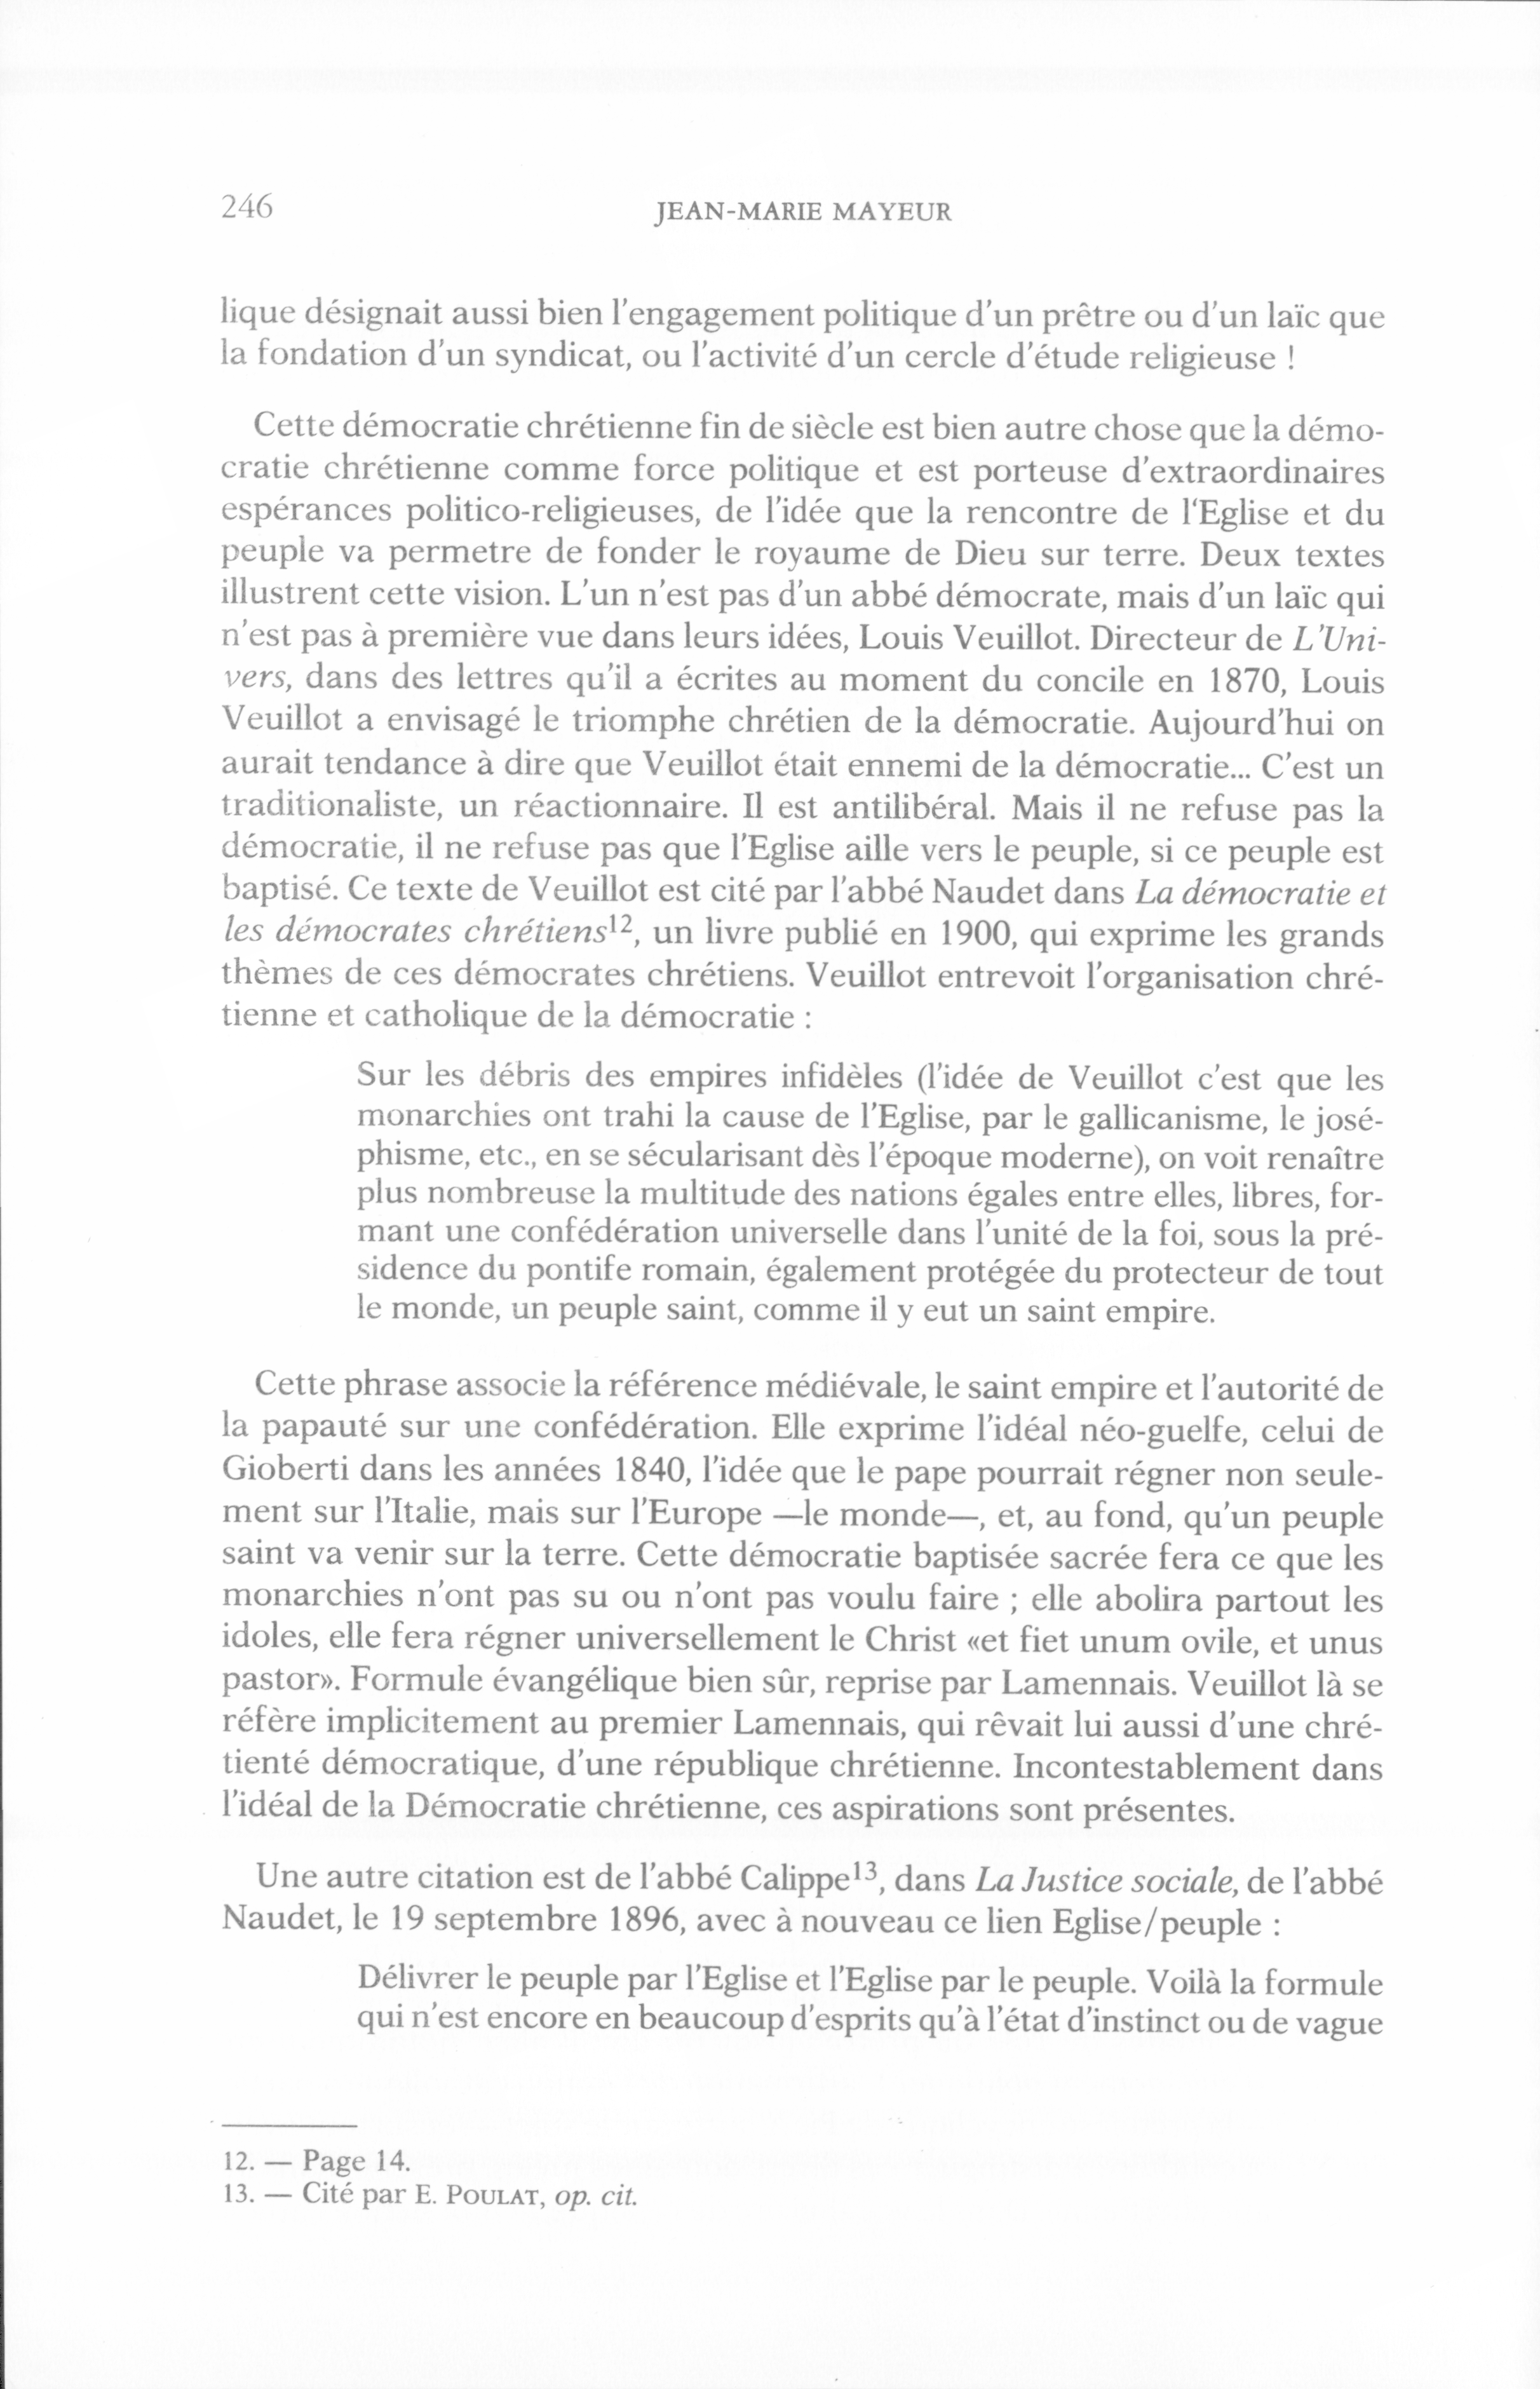 246
JEAN-MARIE MAYEUR
lique désignait aussi bien l'engagement politique d'un prêtre ou d'un laïc que
la fondation d'un syndicat, ou l'activité d'un cercle d'étude religieuse !
Cette démocratie chrétienne fin de siècle est bien autre chose que la démo-
cratie chrétienne comme force politique et est porteuse d'extraordinaires
espérances politico-religieuses, de l'idée que la rencontre de l'Eglise et du
peuple va permetre de fonder le royaume de Dieu sur terre. Deux textes
illustrent cette vision. L'un n'est pas d'un abbé démocrate, mais d'un laïc qui
n'est pas à première vue dans leurs idées, Louis Veuillot. Directeur de L'Uni-
vers, dans des lettres qu'il a écrites au moment du concile en 1870, Louis
Veuillot a envisagé le triomphe chrétien de la démocratie. Aujourd'hui on
aurait tendance à dire que Veuillot était ennemi de la démocratie... C'est un
traditionaliste, un réactionnaire. Il est antilibéral. Mais il ne refuse pas la
démocratie, il ne refuse pas que l'Eglise aille vers le peuple, si ce peuple est
baptisé. Ce texte de Veuillot est cité par l'abbé Naudet dans La démocratie et
les démocrates chrétiens12, un livre publié en 1900, qui exprime les grands
thèmes de ces démocrates chrétiens. Veuillot entrevoit l'organisation chré-
tienne et catholique de la démocratie :
Sur les débris des empires infidèles (l'idée de Veuillot c'est que les
monarchies ont trahi la cause de l'Eglise, par le gallicanisme, le josé-
phisme, etc., en se sécularisant dès l'époque moderne), on voit renaître
plus nombreuse la multitude des nations égales entre elles, libres, for-
mant une confédération universelle dans l'unité de la foi, sous la pré-
sidence du pontife romain, également protégée du protecteur de tout
le monde, un peuple saint, comme il y eut un saint empire.
Cette phrase associe la référence médiévale, le saint empire et l'autorité de
la papauté sur une confédération. Elle exprime l'idéal néo-guelfe, celui de
Gioberti dans les années 1840, l'idée que le pape pourrait régner non seule-
ment sur l'Italie, mais sur l'Europe —le monde—, et, au fond, qu'un peuple
saint va venir sur la terre. Cette démocratie baptisée sacrée fera ce que les
monarchies n'ont pas su ou n'ont pas voulu faire ; elle abolira partout les
idoles, elle fera régner universellement le Christ «et fiet unum ovile, et unus
pastor». Formule évangélique bien sûr, reprise par Lamennais. Veuillot là se
réfère implicitement au premier Lamennais, qui rêvait lui aussi d'une chré-
tienté démocratique, d'une république chrétienne. Incontestablement dans
l'idéal de la Démocratie chrétienne, ces aspirations sont présentes.
Une autre citation est de l'abbé Calippe13, dans La Justice sociale, de l'abbé
Naudet, le 19 septembre 1896, avec à nouveau ce lien Eglise/peuple :
Délivrer le peuple par l'Eglise et l'Eglise par le peuple. Voilà la formule
qui n'est encore en beaucoup d'esprits qu'à l'état d'instinct ou de vague
12. — Page 14.
13. — Cité par E. POULAT, op. cit.